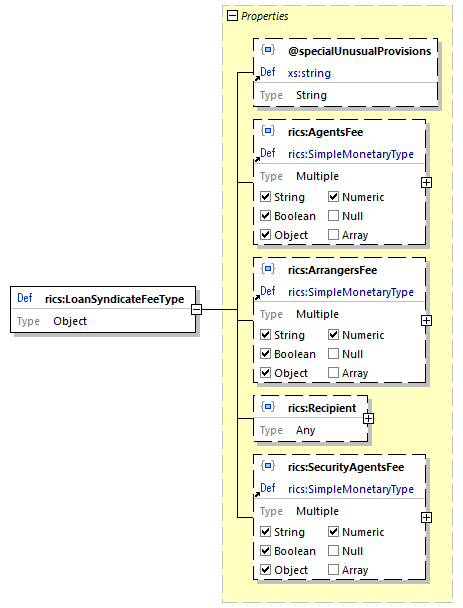 Properties
@specialUnusualProvisions
Def xs:string
Type String
rics:AgentsFee
Def rics:SimpleMonetaryType
Type Multiple
String Numeric
Boolean Null
Object Array
rics:ArrangersFee
Def rics:SimpleMonetaryType
Type Multiple
String Numeric
Boolean Null
Object Array
Def rics:LoanSyndicateFeeType
Type Object
rics:Recipient
Type Any
rics:SecurityAgentsFee
Def rics:SimpleMonetaryType
Type Multiple
String Numeric
Boolean Null
Object Array